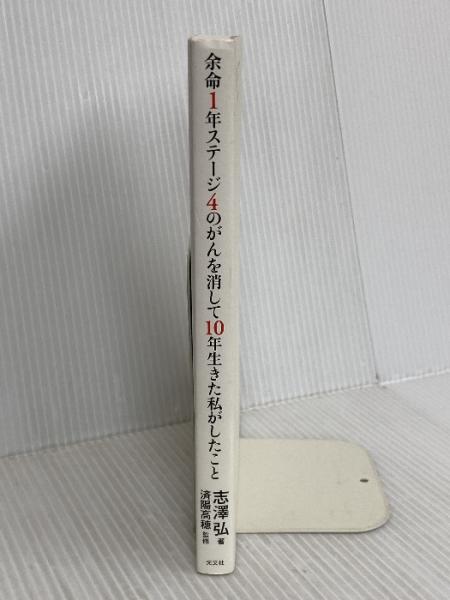 余命1年ステージ4のがんを消して10年生きた私がしたこと
志澤弘 著
済陽高穂 監修
光文社